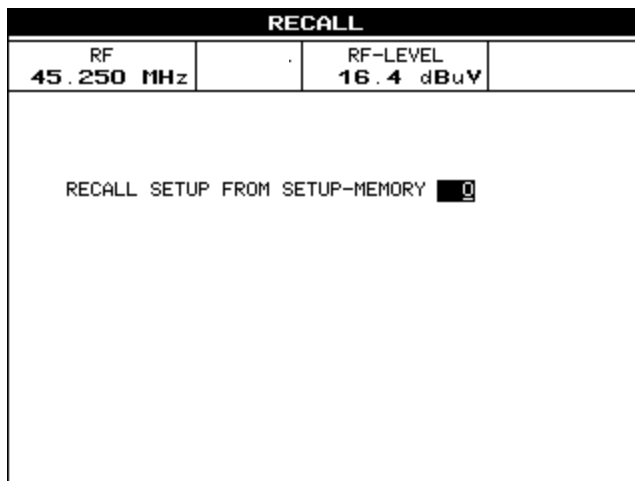 RECALL
RF . RF-LEVEL
45.250 MHz 16.4 dBuV
RECALL SETUP FROM SETUP-MEMORY 0